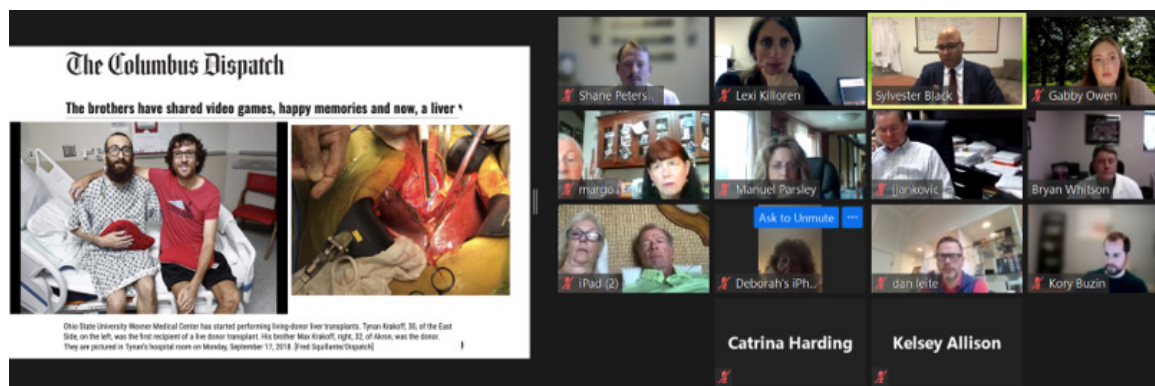 The Columbus Dispatch
The brothers have shared video games, happy memories and now, a liver
Ohio State University Wexner Medical Center has started performing living-donor liver transplants. Tynan Krakoff, 30, of the East
Side, on the left, was the first recipient of a live donor transplant. His brother Max Krakoff, right, 32, of Akron, was the donor.
They are pictured in Tynan's hospital room on Monday, September 17, 2018. [Fred Squillante/Dispatch]
Shane Peters...
Lexi Killoren
Sylvester Black
Gabby Owen
margo
Manuel Parsley
jjankovic
Bryan Whitson
Ask to Unmute ...
iPad (2)
Deborah's iPh...
dan leite
Kory Buzin
Catrina Harding
Kelsey Allison